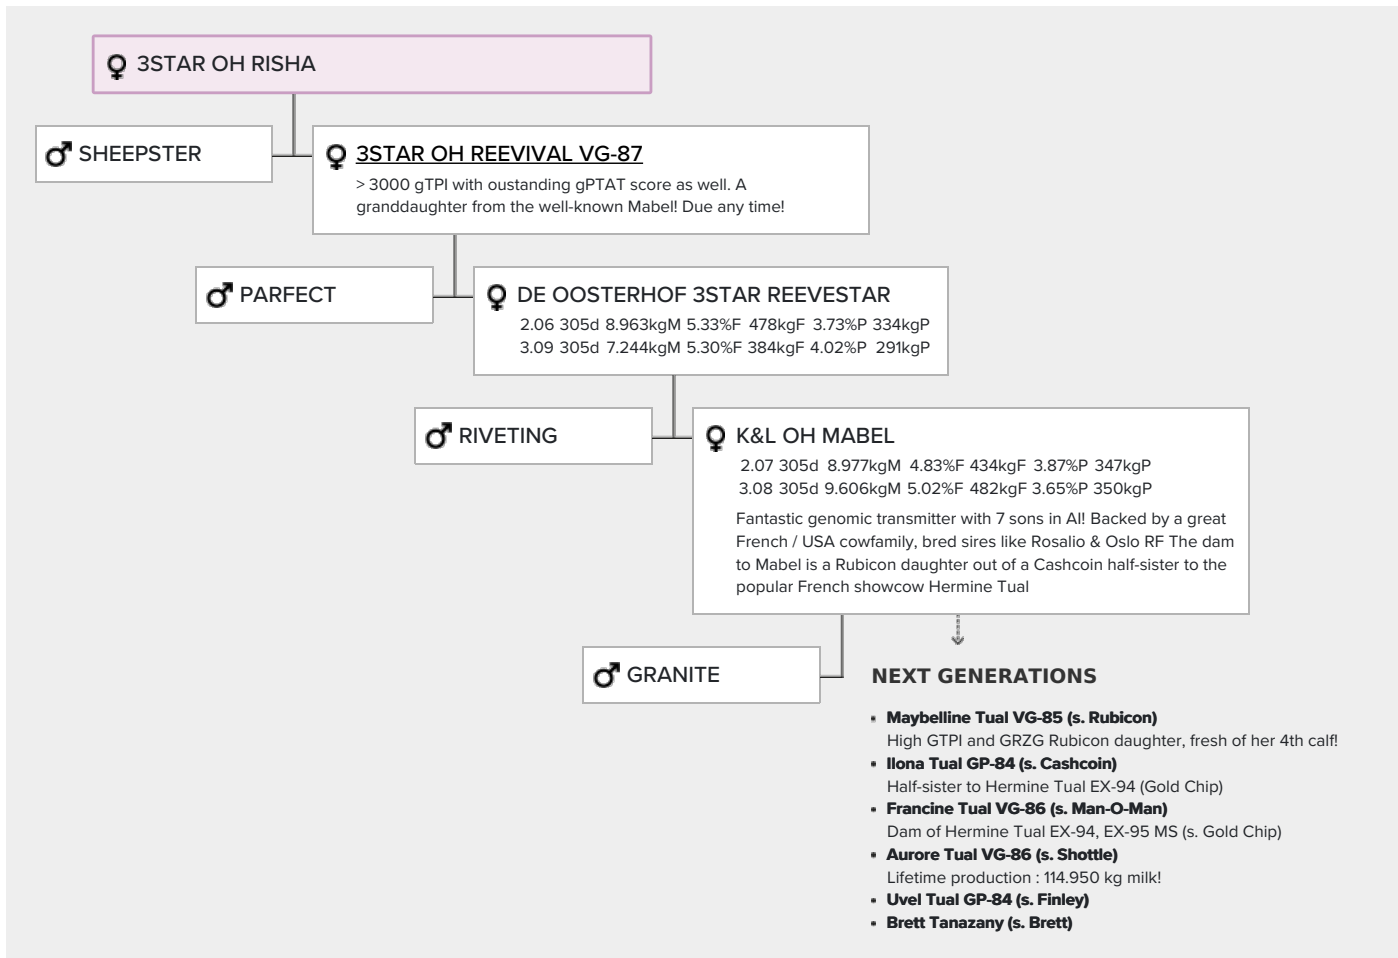 3STAR OH RISHA
SHEEPSTER
3STAR OH REEVIVAL VG-87
> 3000 gTPI with oustanding gPTAT score as well. A
granddaughter from the well-known Mabel! Due any time!
PARFECT
DE OOSTERHOF 3STAR REEVESTAR
2.06 305d 8.963kgM 5.33%F 478kgF 3.73%P 334kgP
3.09 305d 7.244kgM 5.30%F 384kgF 4.02%P 291kgP
RIVETING
K&L OH MABEL
2.07 305d 8.977kgM 4.83%F 434kgF 3.87%P 347kgP
3.08 305d 9.606kgM 5.02%F 482kgF 3.65%P 350kgP
Fantastic genomic transmitter with 7 sons in AI! Backed by a great
French / USA cowfamily, bred sires like Rosalio & Oslo RF The dam
to Mabel is a Rubicon daughter out of a Cashcoin half-sister to the
popular French showcow Hermine Tual
GRANITE
NEXT GENERATIONS
Maybelline Tual VG-85 (s. Rubicon)
High GTPI and GRZG Rubicon daughter, fresh of her 4th calf!
Ilona Tual GP-84 (s. Cashcoin)
Half-sister to Hermine Tual EX-94 (Gold Chip)
Francine Tual VG-86 (s. Man-O-Man)
Dam of Hermine Tual EX-94, EX-95 MS (s. Gold Chip)
Aurore Tual VG-86 (s. Shottle)
Lifetime production : 114.950 kg milk!
Uvel Tual GP-84 (s. Finley)
Brett Tanazany (s. Brett)